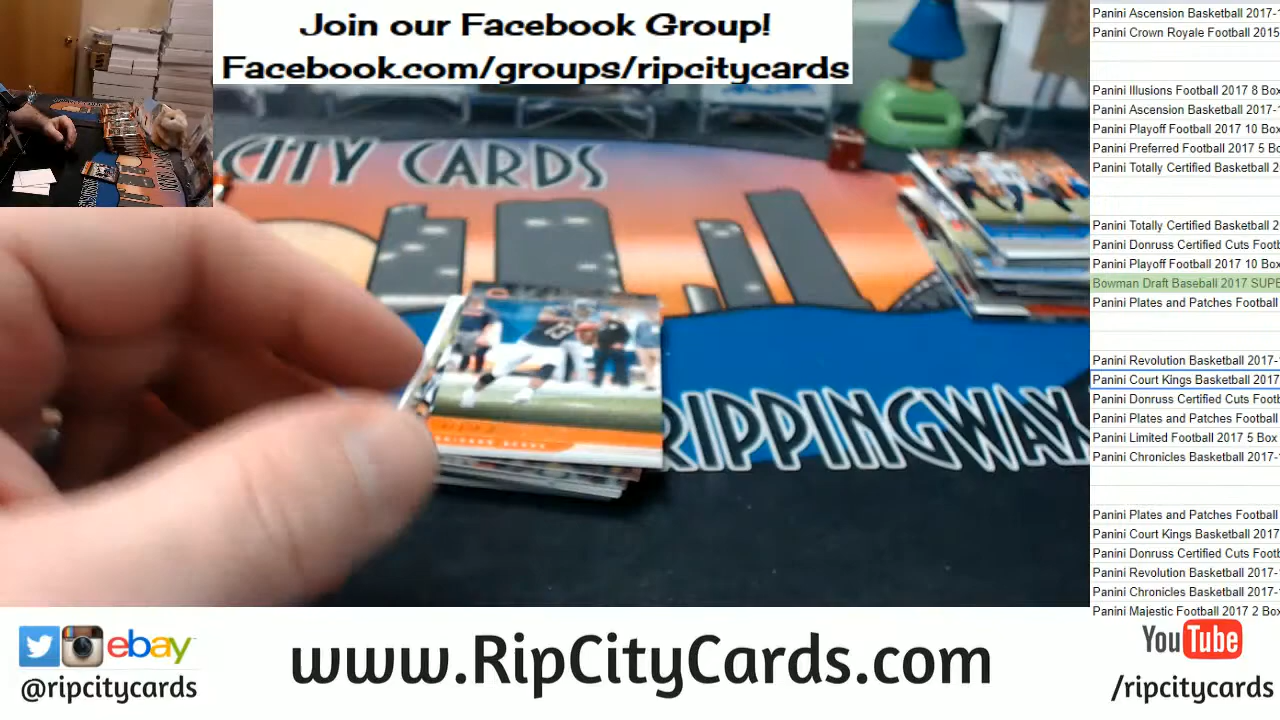 Join our Facebook Group!
Facebook.com/groups/ripcitycards
CITY CARDS
RIPPINGWAX
Panini Ascension Basketball 2017-
Panini Crown Royale Football 2015
Panini Illusions Football 2017 8 Box
Panini Ascension Basketball 2017-
Panini Playoff Football 2017 10 Box
Panini Preferred Football 2017 5 Bo
Panini Totally Certified Basketball 2
Panini Totally Certified Basketball 2
Panini Donruss Certified Cuts Footb
Panini Playoff Football 2017 10 Box
Bowman Draft Baseball 2017 SUPE
Panini Plates and Patches Football
Panini Revolution Basketball 2017-
Panini Court Kings Basketball 2017
Panini Donruss Certified Cuts Footb
Panini Plates and Patches Football
Panini Limited Football 2017 5 Box
Panini Chronicles Basketball 2017-
Panini Plates and Patches Football
Panini Court Kings Basketball 2017
Panini Donruss Certified Cuts Footb
Panini Revolution Basketball 2017-
Panini Chronicles Basketball 2017-
Panini Majestic Football 2017 2 Box
ebay
@ripcitycards
www.RipCityCards.com
YouTube
/ripcitycards